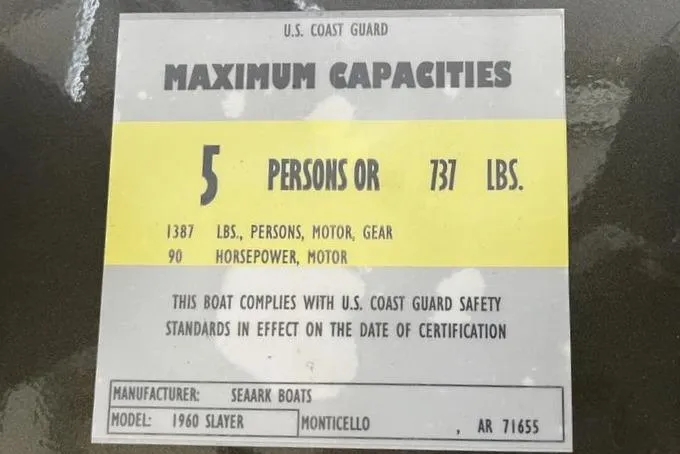 U.S. COAST GUARD
MAXIMUM CAPACITIES
5 PERSONS OR 737 LBS.
1387 LBS., PERSONS, MOTOR, GEAR
90 HORSEPOWER, MOTOR
THIS BOAT COMPLIES WITH U.S. COAST GUARD SAFETY
STANDARDS IN EFFECT ON THE DATE OF CERTIFICATION
MANUFACTURER: SEAARK BOATS
MODEL: 1960 SLAYER MONTICELLO , AR 71655